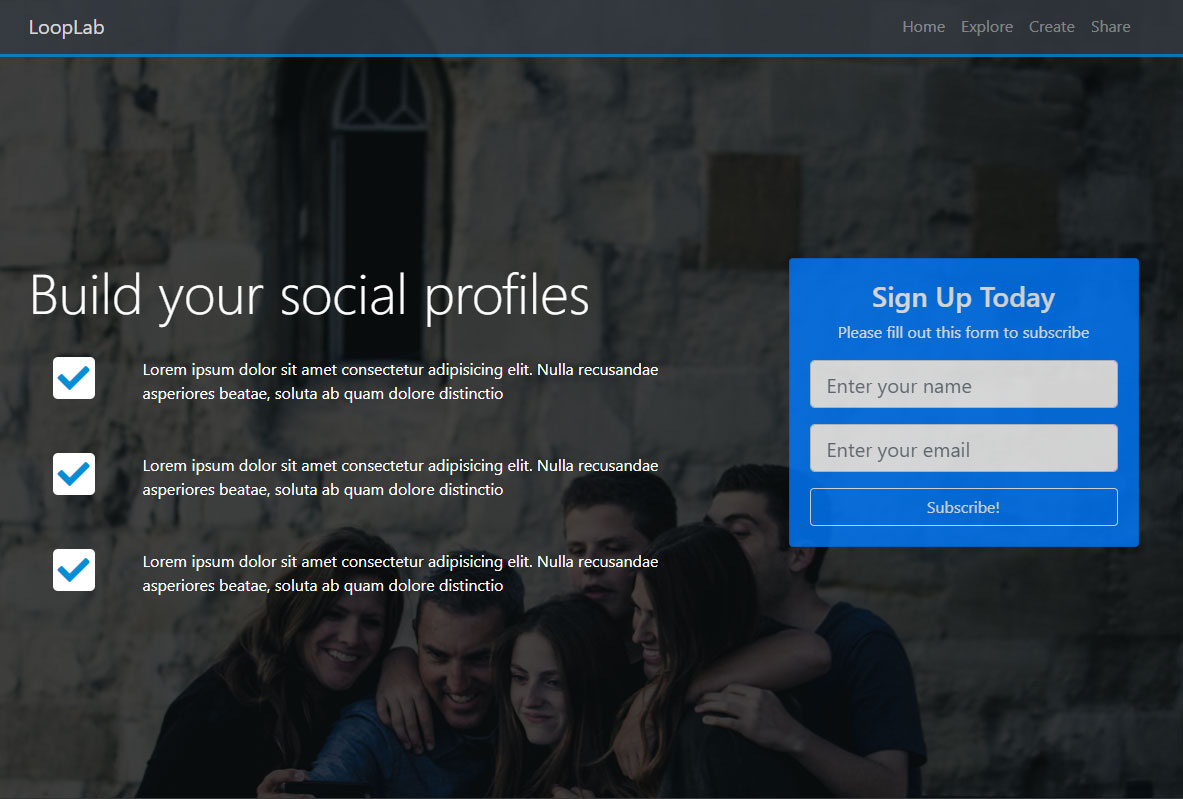 LoopLab
Home Explore Create Share
Build your social profiles
Lorem ipsum dolor sit amet consectetur adipisicing elit. Nulla recusandae
asperiores beatae, soluta ab quam dolore distinctio
Lorem ipsum dolor sit amet consectetur adipisicing elit. Nulla recusandae
asperiores beatae, soluta ab quam dolore distinctio
Lorem ipsum dolor sit amet consectetur adipisicing elit. Nulla recusandae
asperiores beatae, soluta ab quam dolore distinctio
Sign Up Today
Please fill out this form to subscribe
Enter your name
Enter your email
Subscribe!